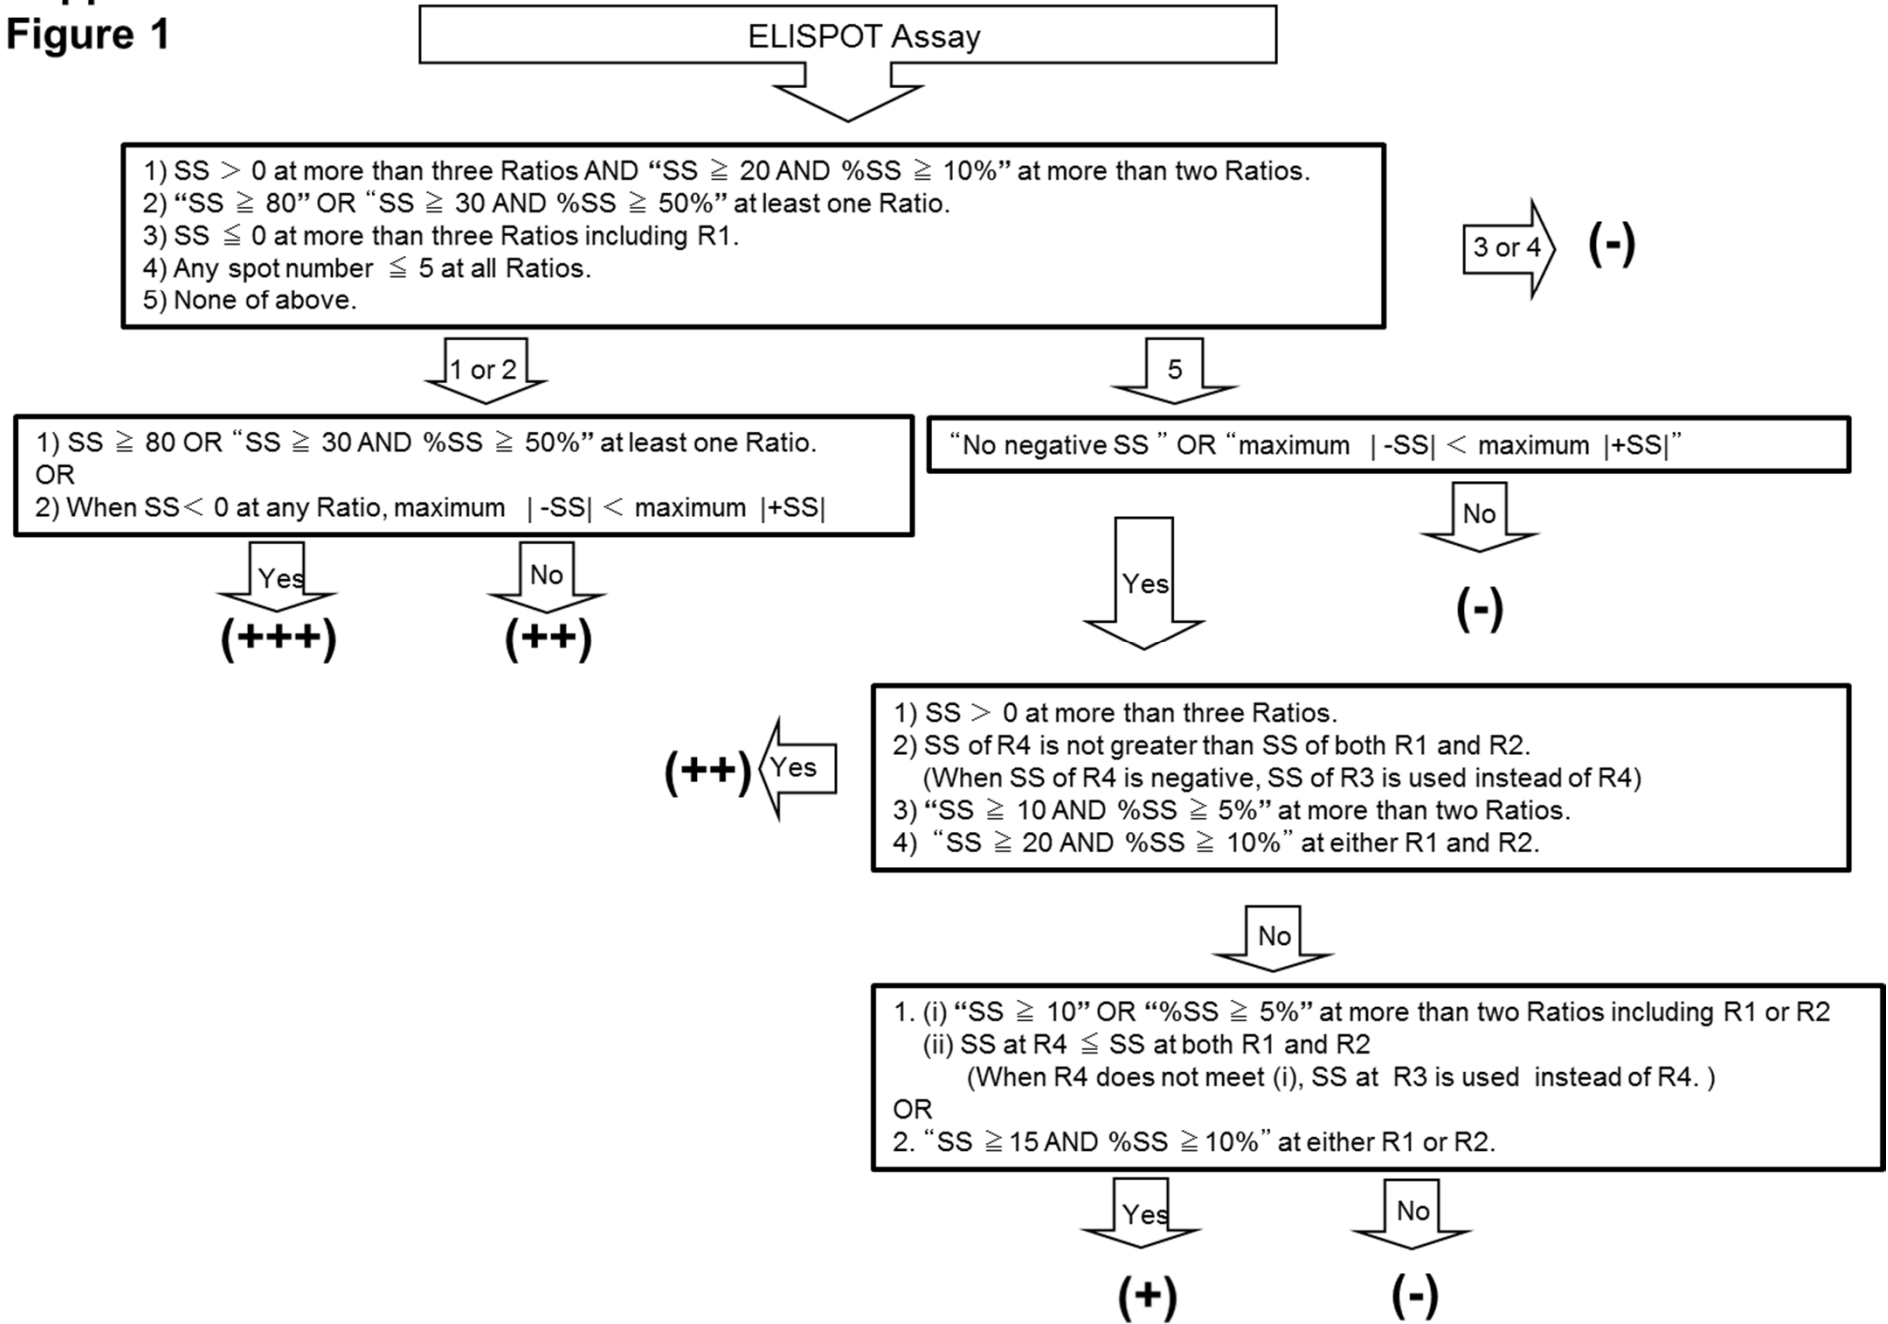 Figure 1
ELISPOT Assay
1) SS > 0 at more than three Ratios AND “SS ≧ 20 AND %SS ≧ 10%” at more than two Ratios.
2) “SS ≧ 80” OR “SS ≧ 30 AND %SS ≧ 50%” at least one Ratio.
3) SS ≦ 0 at more than three Ratios including R1.
4) Any spot number ≦ 5 at all Ratios.
5) None of above.
3 or 4
(-)
1 or 2
5
1) SS ≧ 80 OR “SS ≧ 30 AND %SS ≧ 50%” at least one Ratio.
OR
2) When SS< 0 at any Ratio, maximum |-SS| < maximum |+SS|
“No negative SS ” OR “maximum |-SS| < maximum |+SS|”
Yes
No
(+++)
(++)
Yes
No
(-)
1) SS > 0 at more than three Ratios.
2) SS of R4 is not greater than SS of both R1 and R2.
(When SS of R4 is negative, SS of R3 is used instead of R4)
3) “SS ≧ 10 AND %SS ≧ 5%” at more than two Ratios.
4) “SS ≧ 20 AND %SS ≧ 10%” at either R1 and R2.
(++)
Yes
No
1. (i) “SS ≧ 10” OR “%SS ≧ 5%” at more than two Ratios including R1 or R2
(ii) SS at R4 ≦ SS at both R1 and R2
(When R4 does not meet (i), SS at R3 is used instead of R4. )
OR
2. “SS ≧15 AND %SS ≧10%” at either R1 or R2.
Yes
No
(+)
(-)